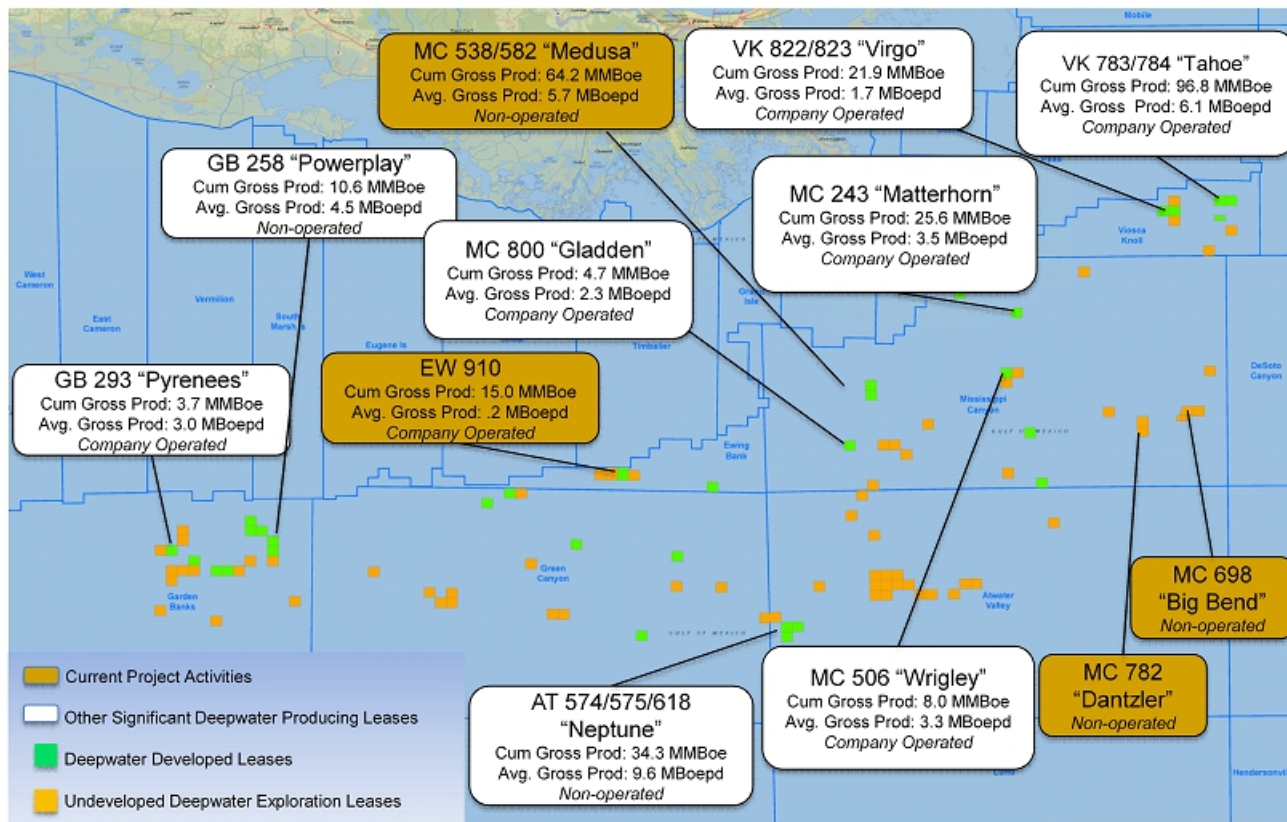 Mobile
MC 538/582 “Medusa”
Cum Gross Prod: 64.2 MMBoe
Avg. Gross Prod: 5.7 MBoepd
Non-operated
VK 822/823 “Virgo”
Cum Gross Prod: 21.9 MMBoe
Avg. Gross Prod: 1.7 MBoepd
Company Operated
VK 783/784 “Tahoe”
Cum Gross Prod: 96.8 MMBoe
Avg. Gross Prod: 6.1 MBoepd
Company Operated
GB 258 “Powerplay”
Cum Gross Prod: 10.6 MMBoe
Avg. Gross Prod: 4.5 MBoepd
Non-operated
MC 243 “Matterhorn”
Cum Gross Prod: 25.6 MMBoe
Avg. Gross Prod: 3.5 MBoepd
Company Operated
MC 800 “Gladden”
Cum Gross Prod: 4.7 MMBoe
Avg. Gross Prod: 2.3 MBoepd
Company Operated
Viosca
Knoll
West
Cameron
East
Cameron
Vermilion
South
Eugene Is
Timbalier
Isle
EW 910
Cum Gross Prod: 15.0 MMBoe
Avg. Gross Prod: .2 MBoepd
Company Operated
GB 293 “Pyrenees”
Cum Gross Prod: 3.7 MMBoe
Avg. Gross Prod: 3.0 MBoepd
Company Operated
DeSoto
Canyon
Mississippi
Canyon
GULF OF MEXICO
Ewing
Bank
Green
Canyon
Garden
Banks
Atwater
Valley
GULF OF MEXICO
MC 698
“Big Bend”
Non-operated
MC 782
“Dantzler”
Non-operated
MC 506 “Wrigley”
Cum Gross Prod: 8.0 MMBoe
Avg. Gross Prod: 3.3 MBoepd
Company Operated
AT 574/575/618
“Neptune”
Cum Gross Prod: 34.3 MMBoe
Avg. Gross Prod: 9.6 MBoepd
Non-operated
Current Project Activities
Other Significant Deepwater Producing Leases
Deepwater Developed Leases
Undeveloped Deepwater Exploration Leases